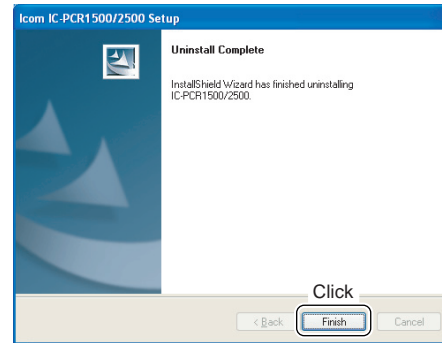 Icom IC-PCR1500/2500 Setup
Uninstall Complete
InstallShield Wizard has finished uninstalling
IC-PCR1500/2500.
Click
< Back
Finish
Cancel